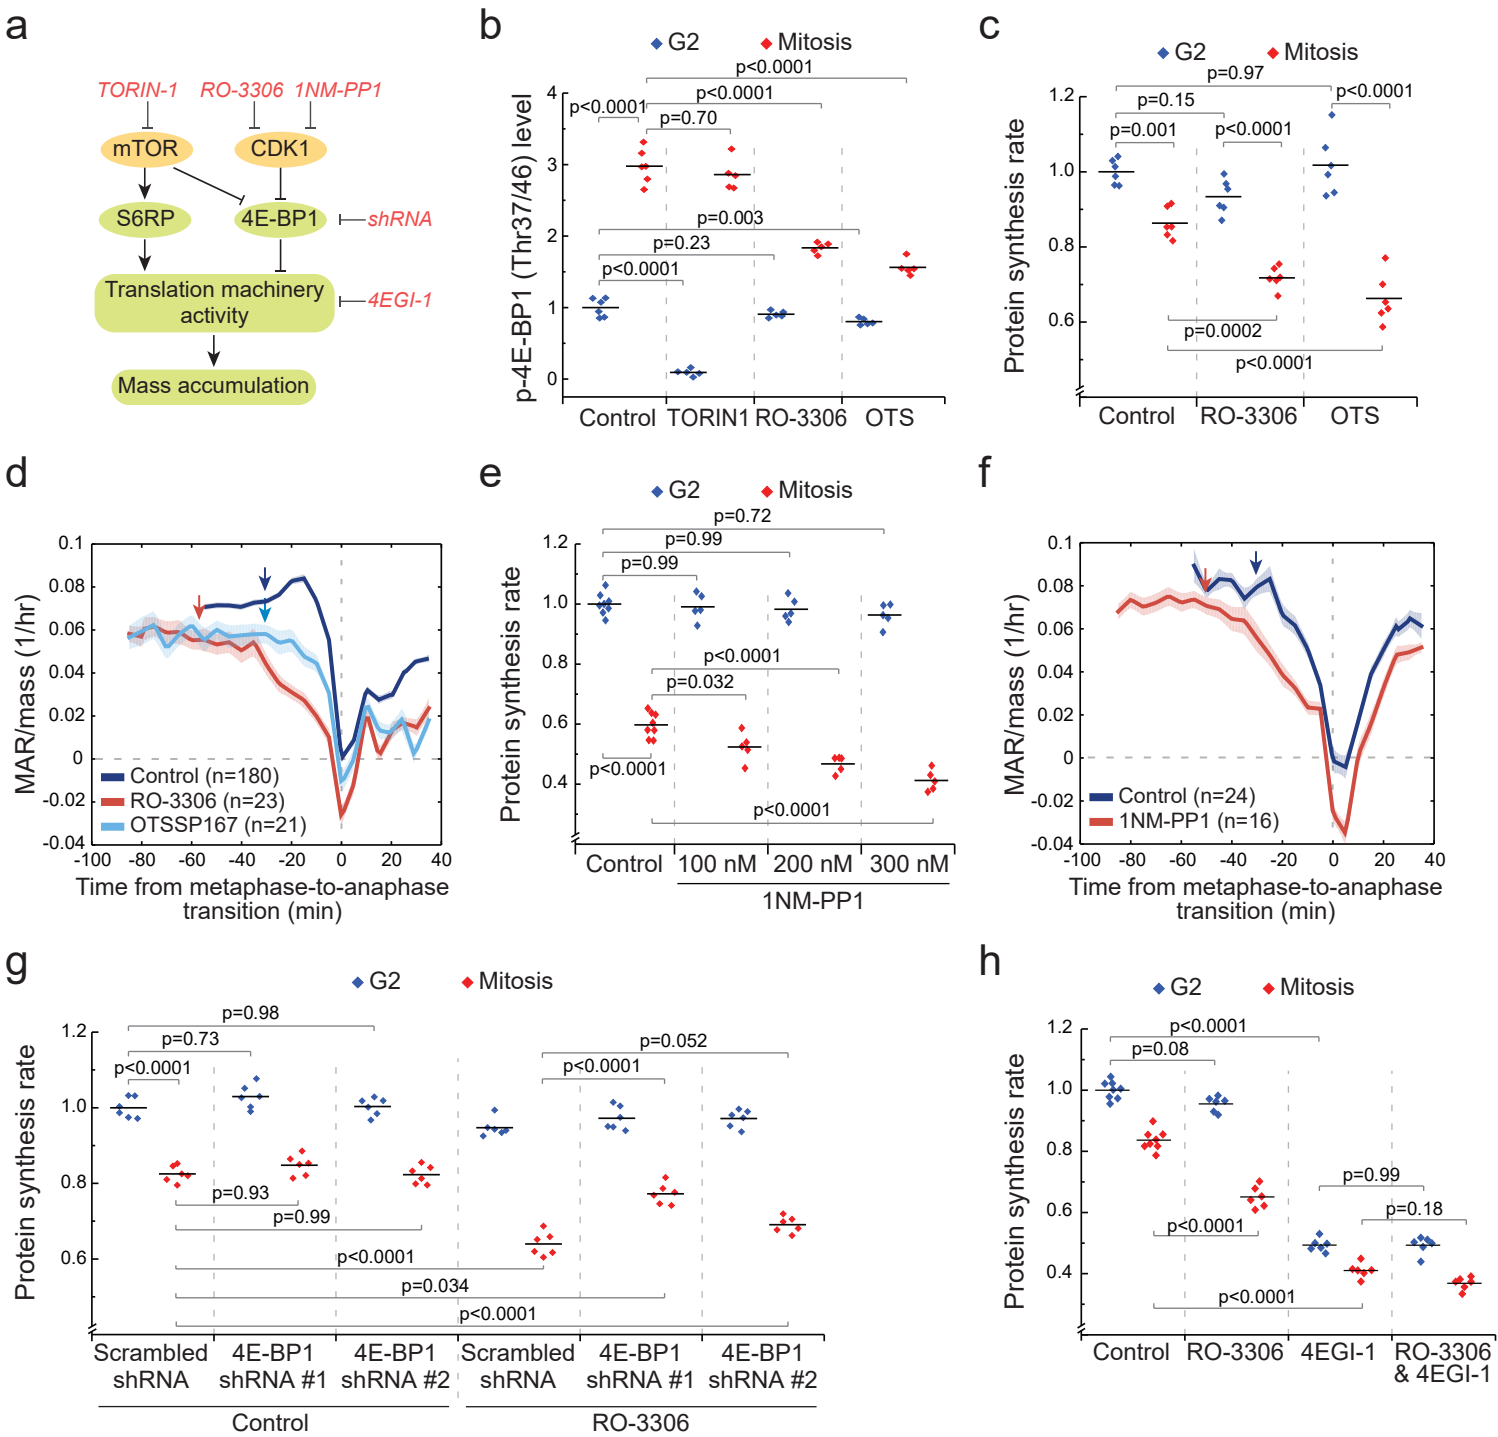 a
TORIN-1 RO-3306 1NM-PP1
mTOR CDK1
S6RP 4E-BP1 shRNA
Translation machinery
activity
4EGI-1
Mass accumulation
b
G2 Mitosis
p<0.0001
p<0.0001 p<0.0001
p=0.70
p=0.003
p=0.23
p<0.0001
p-4E-BP1 (Thr37/46) level
4
3
2
1
0
Control TORIN1 RO-3306 OTS
c
G2 Mitosis
p=0.97
p=0.15 p<0.0001
p=0.001 p<0.0001
p=0.0002
p<0.0001
Protein synthesis rate
1.2
1.0
0.8
0.6
Control RO-3306 OTS
d
MAR/mass (1/hr)
0.1
0.08
0.06
0.04
0.02
0
-0.02
-0.04
Control (n=180)
RO-3306 (n=23)
OTSSP167 (n=21)
-100 -80 -60 -40 -20 0 20 40
Time from metaphase-to-anaphase
transition (min)
e
G2 Mitosis
p=0.72
p=0.99
p=0.99
p<0.0001
p=0.032
p<0.0001
p<0.0001
Protein synthesis rate
1.2
1.0
0.8
0.6
0.4
Control 100 nM 200 nM 300 nM
1NM-PP1
f
MAR/mass (1/hr)
0.1
0.08
0.06
0.04
0.02
0
-0.02
-0.04
Control (n=24)
1NM-PP1 (n=16)
-100 -80 -60 -40 -20 0 20 40
Time from metaphase-to-anaphase
transition (min)
g
G2 Mitosis
p=0.98
p=0.73
p<0.0001
p=0.052
p<0.0001
p=0.93
p=0.99
p<0.0001
p=0.034
p<0.0001
Protein synthesis rate
1.2
1.0
0.8
0.6
Scrambled 4E-BP1 4E-BP1 Scrambled 4E-BP1 4E-BP1
shRNA shRNA #1 shRNA #2 shRNA shRNA #1 shRNA #2
Control RO-3306
h
G2 Mitosis
p<0.0001
p=0.08
p=0.99
p=0.18
p<0.0001
p<0.0001
Protein synthesis rate
1.2
1.0
0.8
0.6
0.4
Control RO-3306 4EGI-1 RO-3306
& 4EGI-1